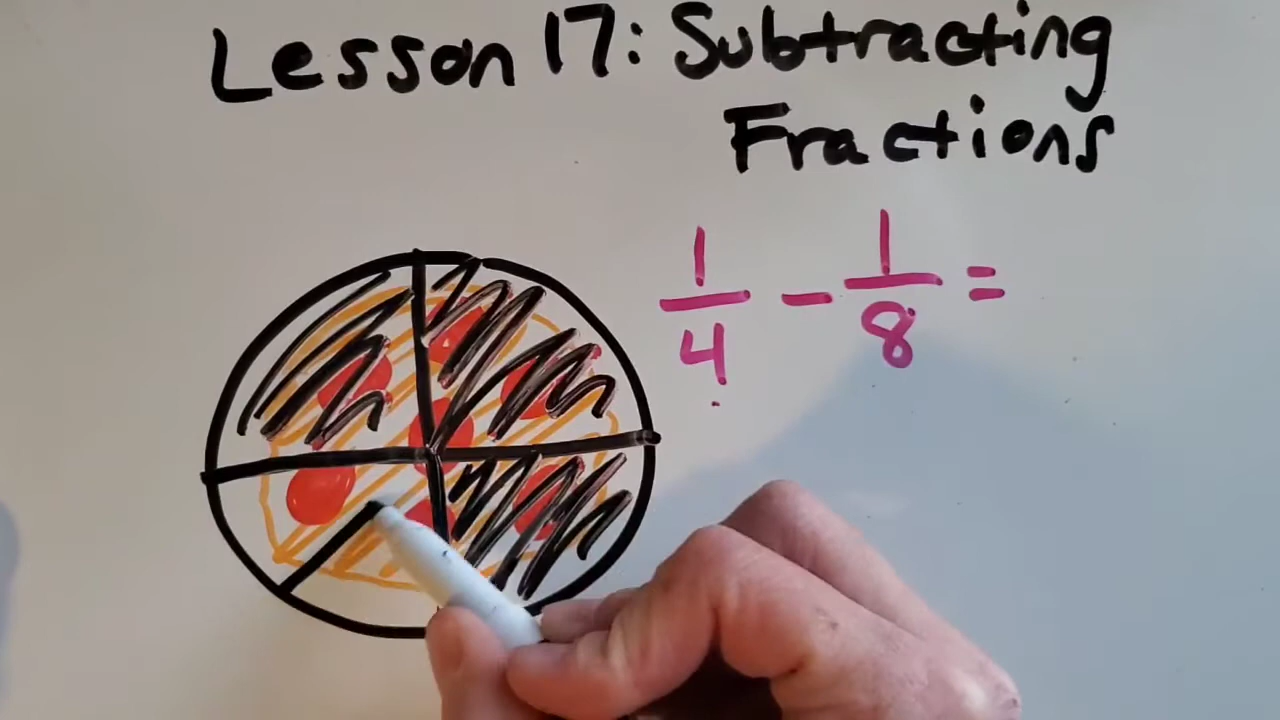 Lesson 17: Subtracting
Fractions
1/4 - 1/8 =